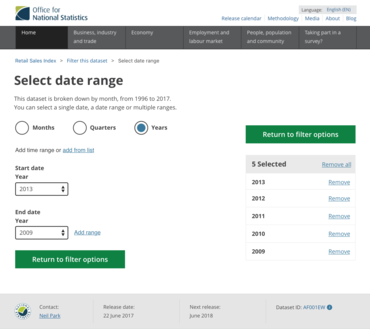 Office for
National Statistics
Language: English (EN)
Release calendar Methodology Media About Blog
Home
Business, industry
and trade
Economy
Employment and
labour market
People, population
and community
Taking part in a
survey?
Retail Sales Index > Filter this dataset > Select date range
Select date range
This dataset is broken down by month, from 1996 to 2017.
You can select a single date, a date range or multiple ranges.
Months Quarters Years
Add time range or add from list
Start date
Year
2013
End date
Year
2009 Add range
Return to filter options
Return to filter options
5 Selected Remove all
2013 Remove
2012 Remove
2011 Remove
2010 Remove
2009 Remove
Contact:
Neil Park
Release date:
22 June 2017
Next release:
June 2018
Dataset ID: AF001EW